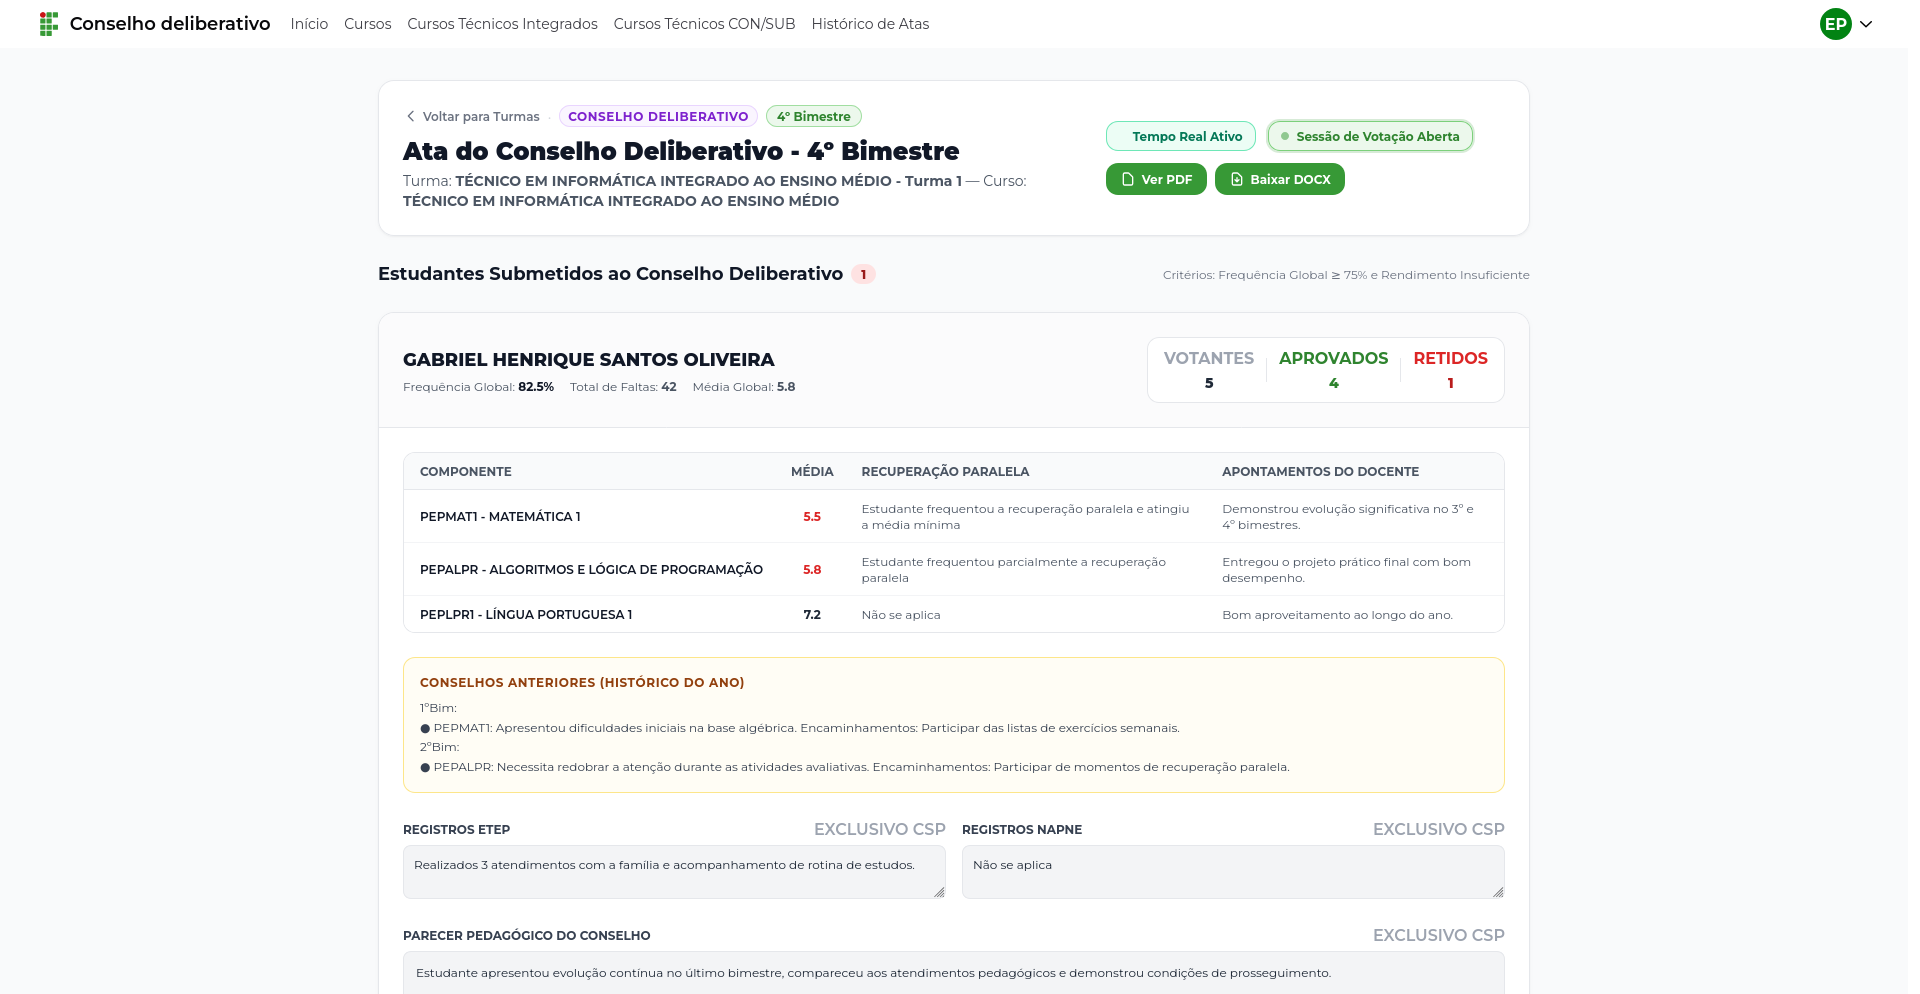 Conselho deliberativo
Início
Cursos
Cursos Técnicos Integrados
Cursos Técnicos CON/SUB
Histórico de Atas
EP
Voltar para Turmas · CONSELHO DELIBERATIVO 4º Bimestre
Ata do Conselho Deliberativo - 4º Bimestre
Turma: TÉCNICO EM INFORMÁTICA INTEGRADO AO ENSINO MÉDIO - Turma 1 — Curso:
TÉCNICO EM INFORMÁTICA INTEGRADO AO ENSINO MÉDIO
Tempo Real Ativo
Sessão de Votação Aberta
Ver PDF
Baixar DOCX
Estudantes Submetidos ao Conselho Deliberativo 1
Critérios: Frequência Global ≥ 75% e Rendimento Insuficiente
GABRIEL HENRIQUE SANTOS OLIVEIRA
Frequência Global: 82.5% Total de Faltas: 42 Média Global: 5.8
VOTANTES APROVADOS RETIDOS
5 4 1
COMPONENTE MÉDIA RECUPERAÇÃO PARALELA APONTAMENTOS DO DOCENTE
PEPMAT1 - MATEMÁTICA 1
5.5
Estudante frequentou a recuperação paralela e atingiu
a média mínima
Demonstrou evolução significativa no 3º e
4º bimestres.
PEPALPR - ALGORITMOS E LÓGICA DE PROGRAMAÇÃO
5.8
Estudante frequentou parcialmente a recuperação
paralela
Entregou o projeto prático final com bom
desempenho.
PEPLPR1 - LÍNGUA PORTUGUESA 1
7.2
Não se aplica
Bom aproveitamento ao longo do ano.
CONSELHOS ANTERIORES (HISTÓRICO DO ANO)
1ºBim:
● PEPMAT1: Apresentou dificuldades iniciais na base algébrica. Encaminhamentos: Participar das listas de exercícios semanais.
2ºBim:
● PEPALPR: Necessita redobrar a atenção durante as atividades avaliativas. Encaminhamentos: Participar de momentos de recuperação paralela.
REGISTROS ETEP
EXCLUSIVO CSP
Realizados 3 atendimentos com a família e acompanhamento de rotina de estudos.
REGISTROS NAPNE
EXCLUSIVO CSP
Não se aplica
PARECER PEDAGÓGICO DO CONSELHO
EXCLUSIVO CSP
Estudante apresentou evolução contínua no último bimestre, compareceu aos atendimentos pedagógicos e demonstrou condições de prosseguimento.